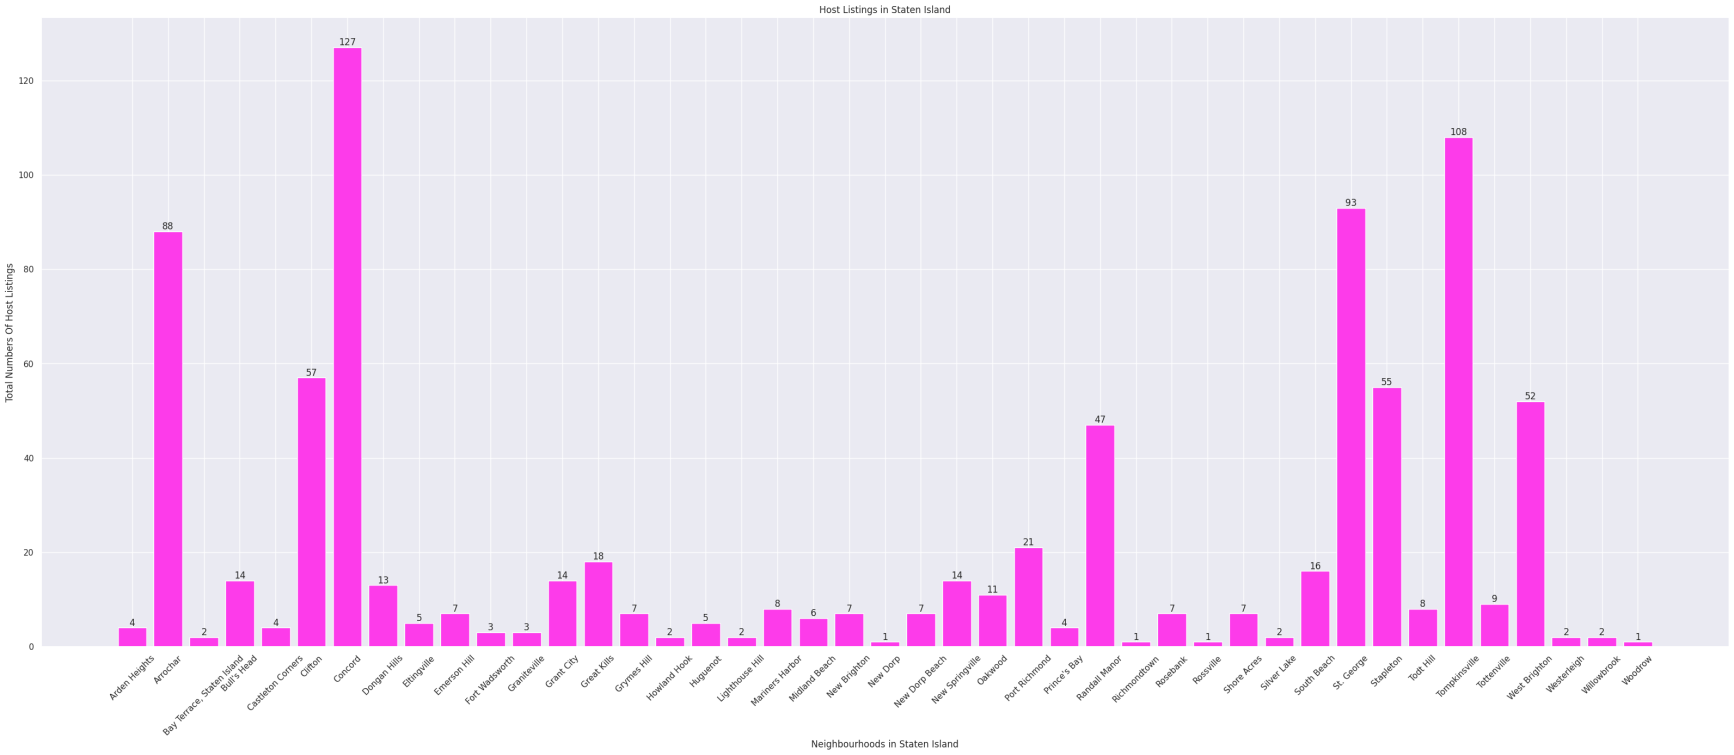 Host Listings in Staten Island
Total Numbers Of Host Listings
120
100
80
60
40
20
0
4
88
2
14
4
57
127
13
5
7
3
3
14
18
7
2
5
2
8
6
7
1
7
14
11
21
4
47
1
7
1
7
2
16
93
55
8
108
9
52
2
2
1
Arden Heights
Arrochar
Bay Terrace, Staten Island
Bull's Head
Castleton Corners
Clifton
Concord
Dongan Hills
Eltingville
Emerson Hill
Fort Wadsworth
Graniteville
Grant City
Great Kills
Grymes Hill
Howland Hook
Huguenot
Lighthouse Hill
Mariners Harbor
Midland Beach
New Brighton
New Dorp
New Dorp Beach
New Springville
Oakwood
Port Richmond
Prince's Bay
Randall Manor
Richmondtown
Rosebank
Rossville
Shore Acres
Silver Lake
South Beach
St. George
Stapleton
Todt Hill
Tompkinsville
Tottenville
West Brighton
Westerleigh
Willowbrook
Woodrow
Neighbourhoods in Staten Island